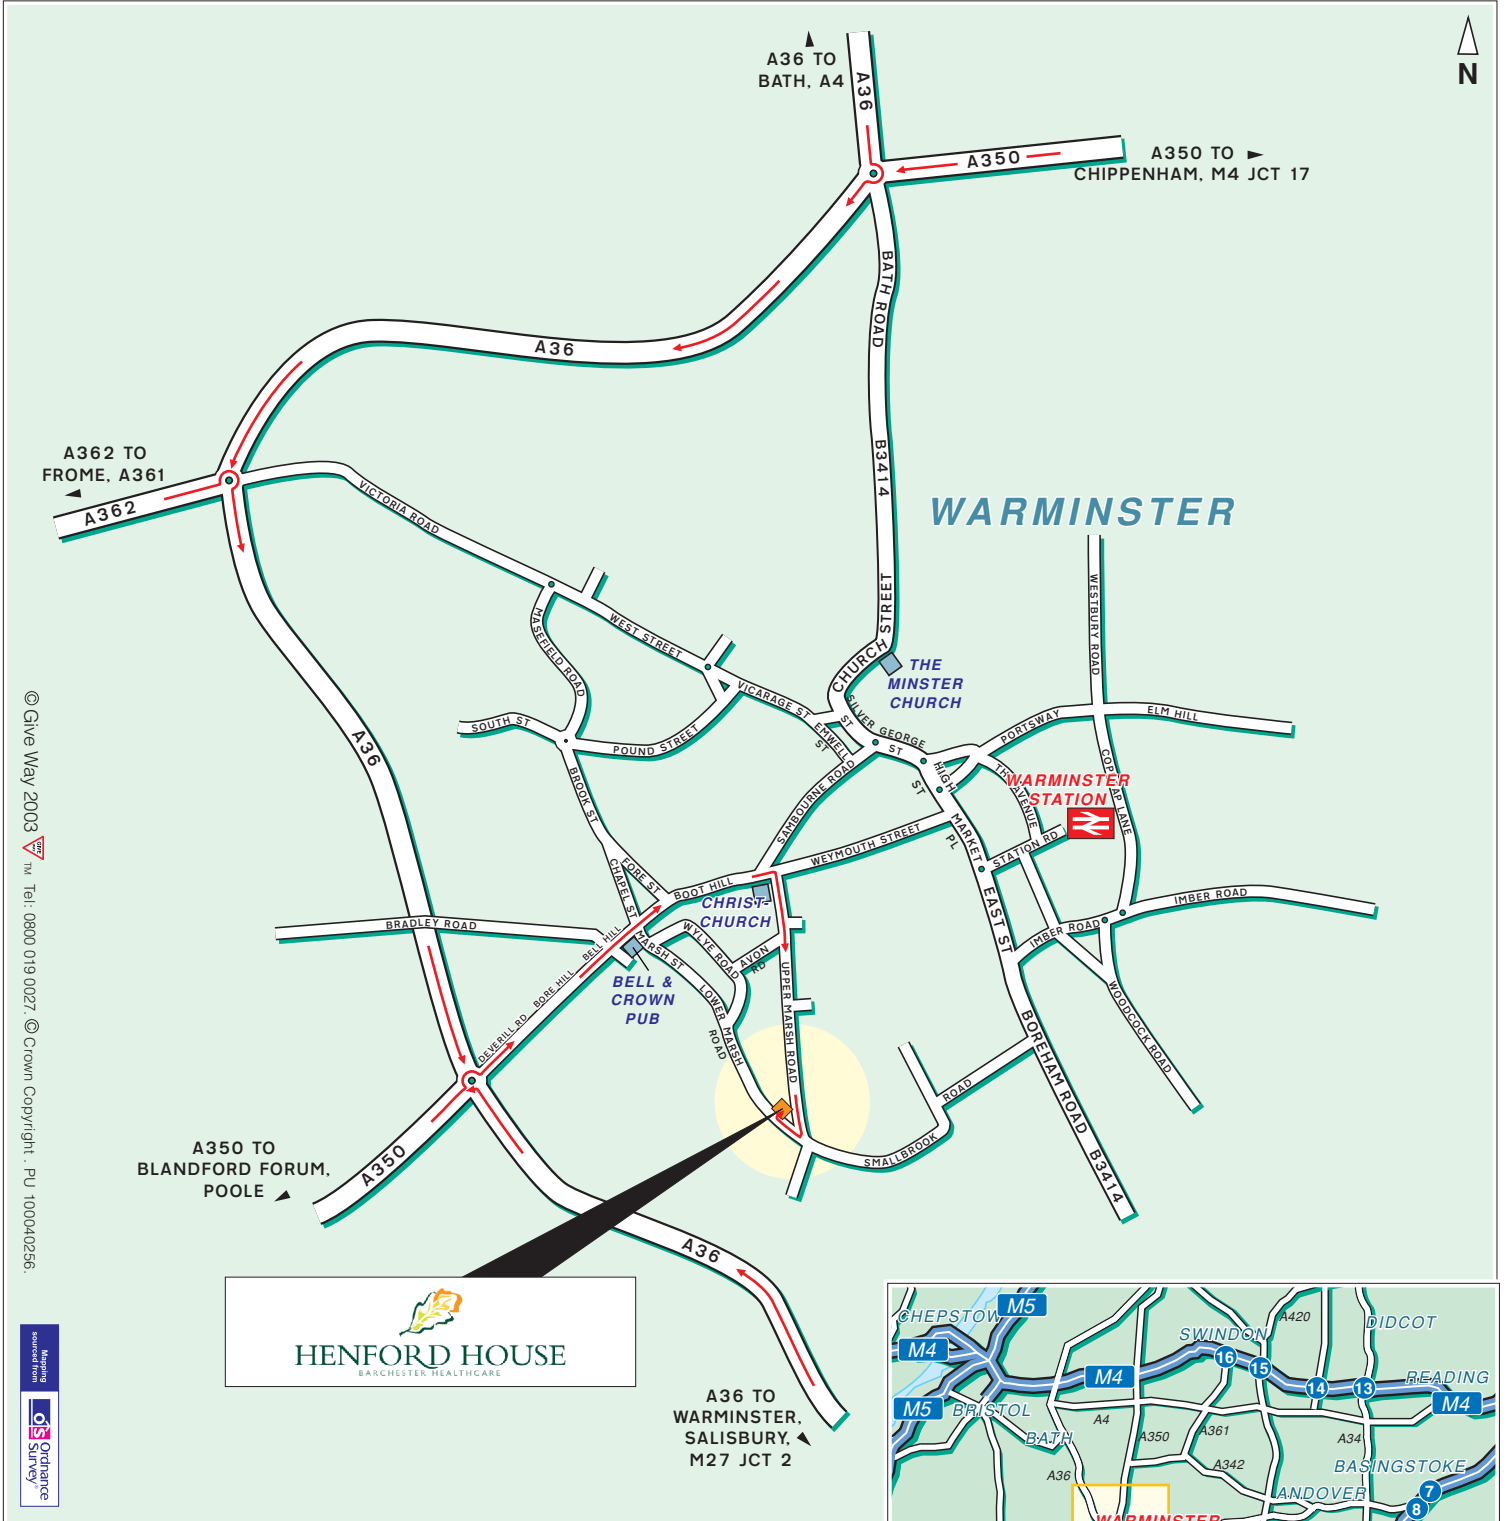 N
A36 TO
BATH, A4
A36
A350
A350 TO
CHIPPENHAM, M4 JCT 17
BATH ROAD
A36
A362 TO
FROME, A361
A362
VICTORIA ROAD
B3414
WARMINSTER
WESTBURY ROAD
CHURCH STREET
MASEFIELD ROAD
WEST STREET
THE
MINSTER
CHURCH
VICARAGE ST
SILVER
ST
GEORGE
ST
EMWELL
ST
PORTSWAY
ELM HILL
SOUTH ST
POUND STREET
A36
BROOK ST
SAMBOURNE ROAD
HIGH
ST
THE AVENUE
COPHEAP LANE
WARMINSTER
STATION
STATION RD
MARKET
PL
WEYMOUTH STREET
FORE ST
CHAPEL ST
BOOT HILL
CHRIST-
CHURCH
EAST ST
IMBER ROAD
IMBER ROAD
BRADLEY ROAD
BELL HILL
MARSH ST
WYLYE ROAD
AVON
RD
BORE HILL
BELL &
CROWN
PUB
LOWER MARSH
ROAD
UPPER MARSH ROAD
WOODCOCK ROAD
DEVERILL RD
BOREHAM ROAD
SMALLBROOK ROAD
B3414
A350 TO
BLANDFORD FORUM,
POOLE
A350
A36
HENFORD HOUSE
BARCHESTER HEALTHCARE
A36 TO
WARMINSTER,
SALISBURY,
M27 JCT 2
© Give Way 2003 GIVE WAY TM Tel: 0800 019 0027. © Crown Copyright . PU 100040256.
Mapping
sourced from
OS
Ordnance
Survey®
CHEPSTOW
M5
M4
SWINDON
A420
DIDCOT
16
15
14
13
READING
M4
M4
M5
BRISTOL
BATH
A4
A350
A361
A34
A36
A342
BASINGSTOKE
ANDOVER
7
8
WARMINSTER